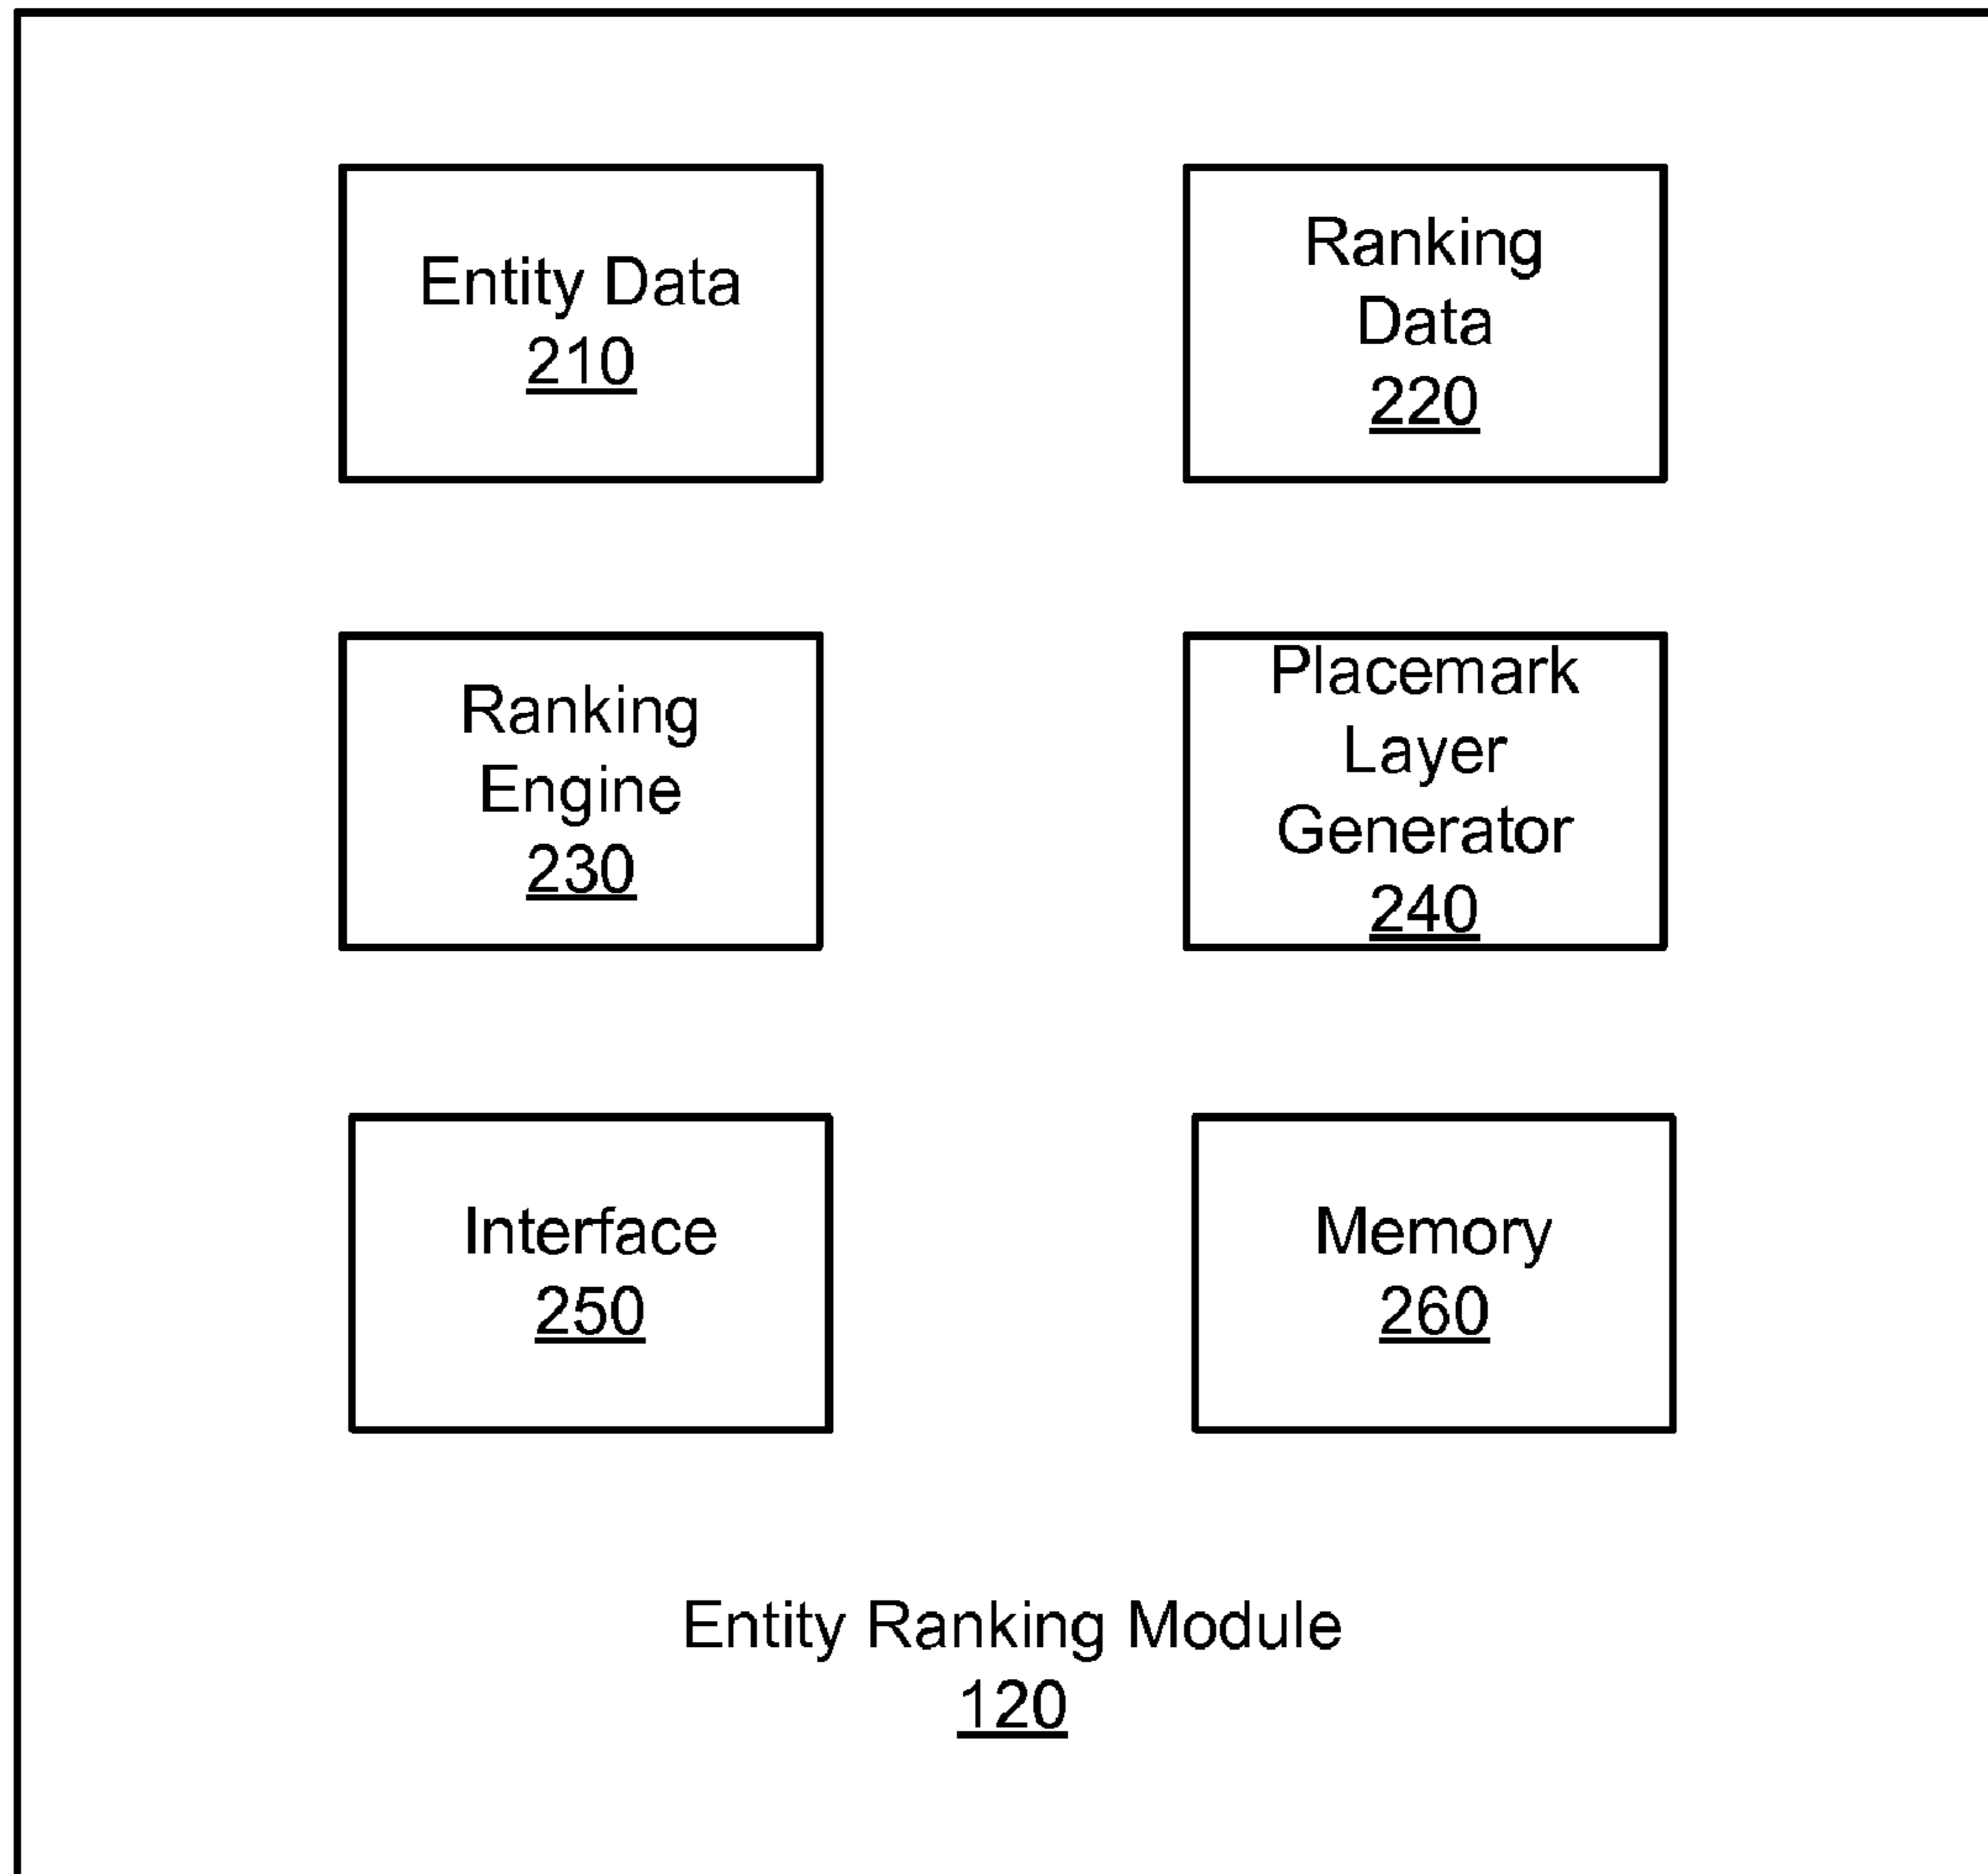 Entity Data
210
Ranking
Data
220
Ranking
Engine
230
Placemark
Layer
Generator
240
Interface
250
Memory
260
Entity Ranking Module
120